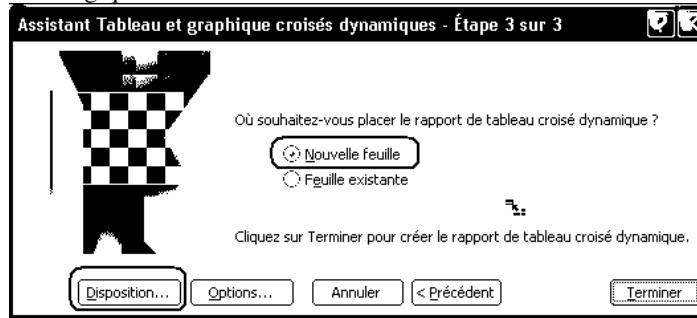 Assistant Tableau et graphique croisés dynamiques - Étape 3 sur 3
Où souhaitez-vous placer le rapport de tableau croisé dynamique ?
Nouvelle feuille
Feuille existante
Cliquez sur Terminer pour créer le rapport de tableau croisé dynamique.
Disposition... Options... Annuler < Précédent Terminer